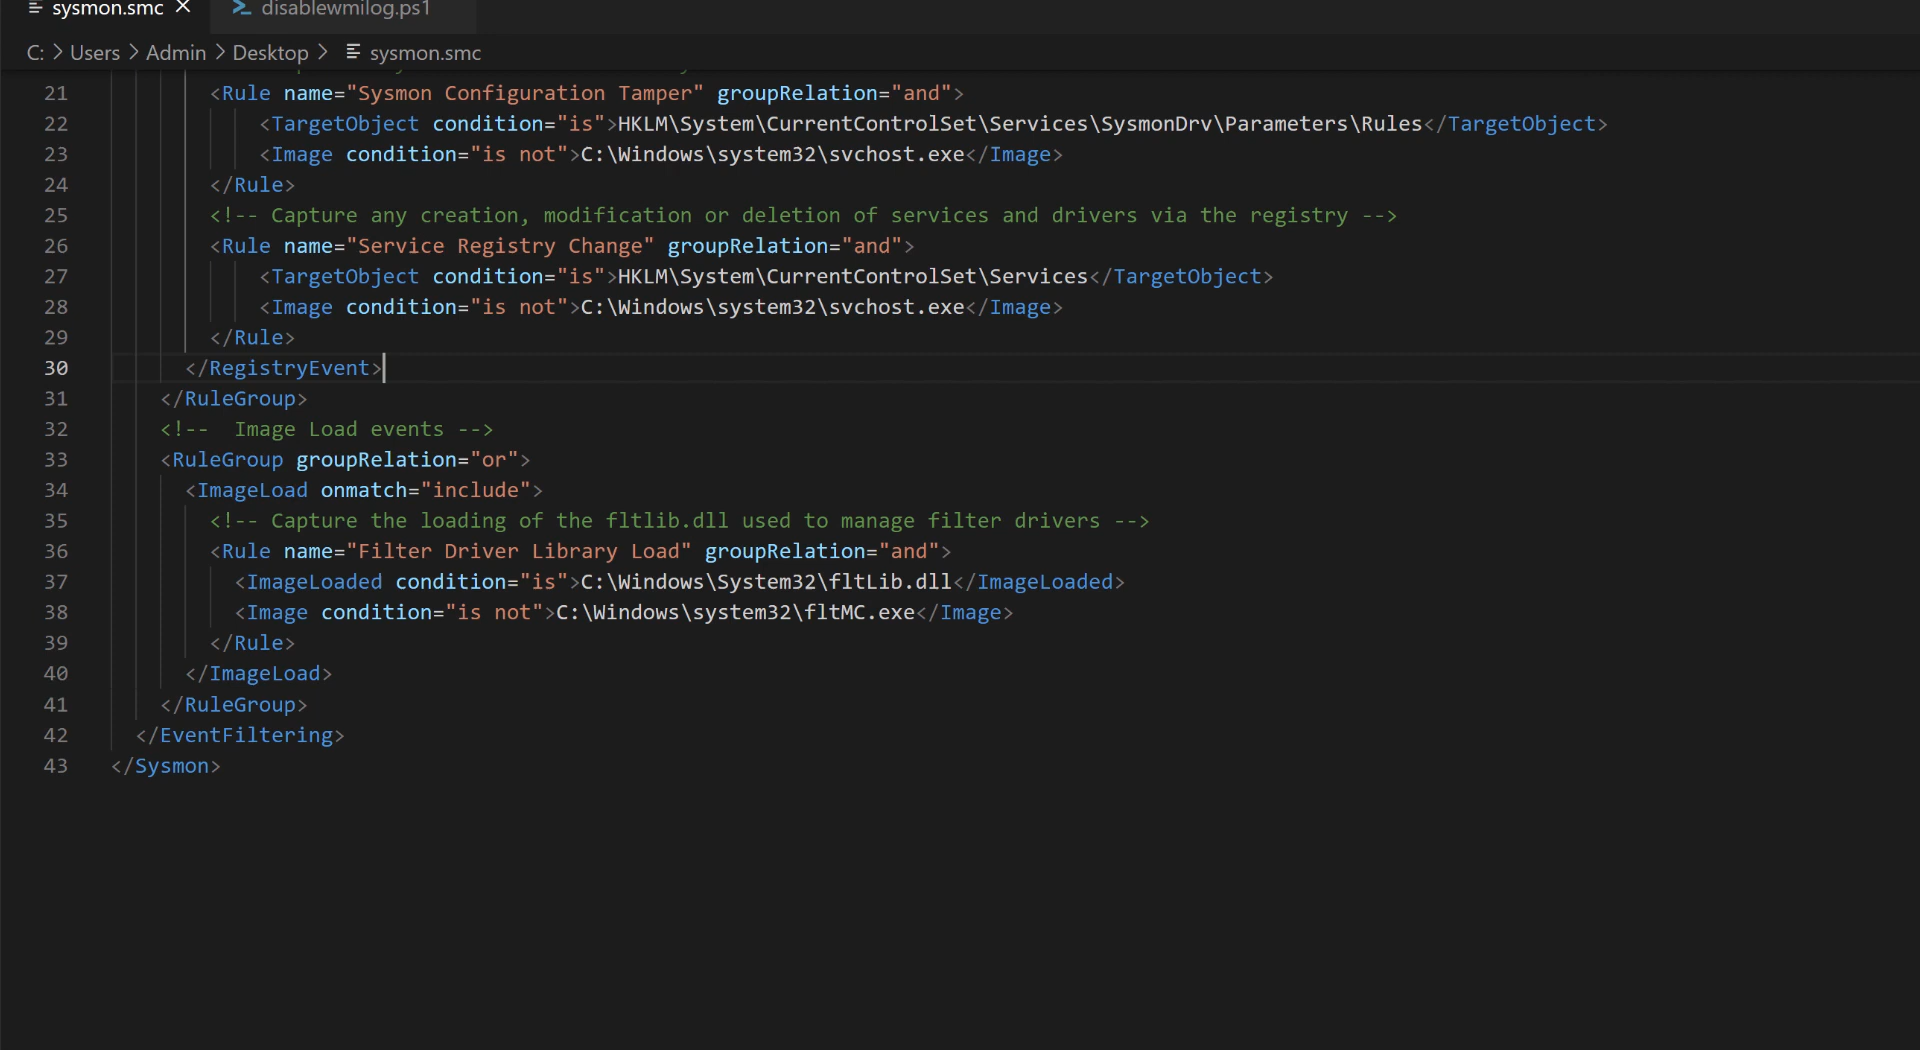 sysmon.smc
disablewmilog.ps1
C: > Users > Admin > Desktop > sysmon.smc
21 <Rule name="Sysmon Configuration Tamper" groupRelation="and">
22 <TargetObject condition="is">HKLM\System\CurrentControlSet\Services\SysmonDrv\Parameters\Rules</TargetObject>
23 <Image condition="is not">C:\Windows\system32\svchost.exe</Image>
24 </Rule>
25 <!-- Capture any creation, modification or deletion of services and drivers via the registry -->
26 <Rule name="Service Registry Change" groupRelation="and">
27 <TargetObject condition="is">HKLM\System\CurrentControlSet\Services</TargetObject>
28 <Image condition="is not">C:\Windows\system32\svchost.exe</Image>
29 </Rule>
30 </RegistryEvent>
31 </RuleGroup>
32 <!--  Image Load events -->
33 <RuleGroup groupRelation="or">
34 <ImageLoad onmatch="include">
35 <!-- Capture the loading of the fltlib.dll used to manage filter drivers -->
36 <Rule name="Filter Driver Library Load" groupRelation="and">
37 <ImageLoaded condition="is">C:\Windows\System32\fltLib.dll</ImageLoaded>
38 <Image condition="is not">C:\Windows\system32\fltMC.exe</Image>
39 </Rule>
40 </ImageLoad>
41 </RuleGroup>
42 </EventFiltering>
43 </Sysmon>